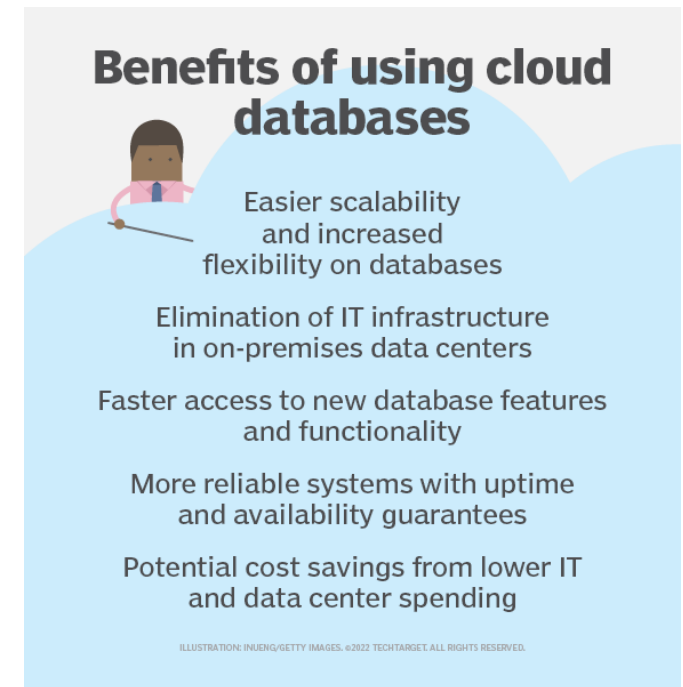 Benefits of using cloud
databases
Easier scalability
and increased
flexibility on databases
Elimination of IT infrastructure
in on-premises data centers
Faster access to new database features
and functionality
More reliable systems with uptime
and availability guarantees
Potential cost savings from lower IT
and data center spending
ILLUSTRATION: INUENG/GETTY IMAGES. ©2022 TECHTARGET. ALL RIGHTS RESERVED.